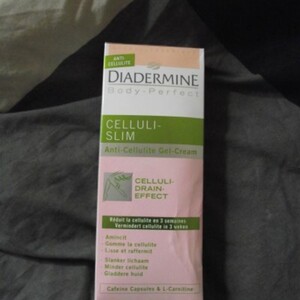 ANTI-
CELLULITE
DIADERMINE
Body-Perfect
CELLULI-
SLIM
Anti-Cellulite Gel-Cream
CELLULI-
DRAIN-
EFFECT
Réduit la cellulite en 3 semaines
Vermindert cellulite in 3 weken
Amincit
Gomme la cellulite
Lisse et raffermit
Slanker lichaam
Minder cellulite
Gladdere huid
Cafeine Capsules & L-Carnitine